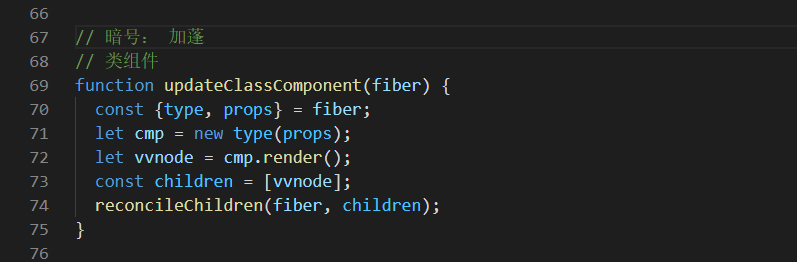 66
67 // 暗号： 加蓬
68 // 类组件
69 function updateClassComponent(fiber) {
70   const {type, props} = fiber;
71   let cmp = new type(props);
72   let vvnode = cmp.render();
73   const children = [vvnode];
74   reconcileChildren(fiber, children);
75 }
76